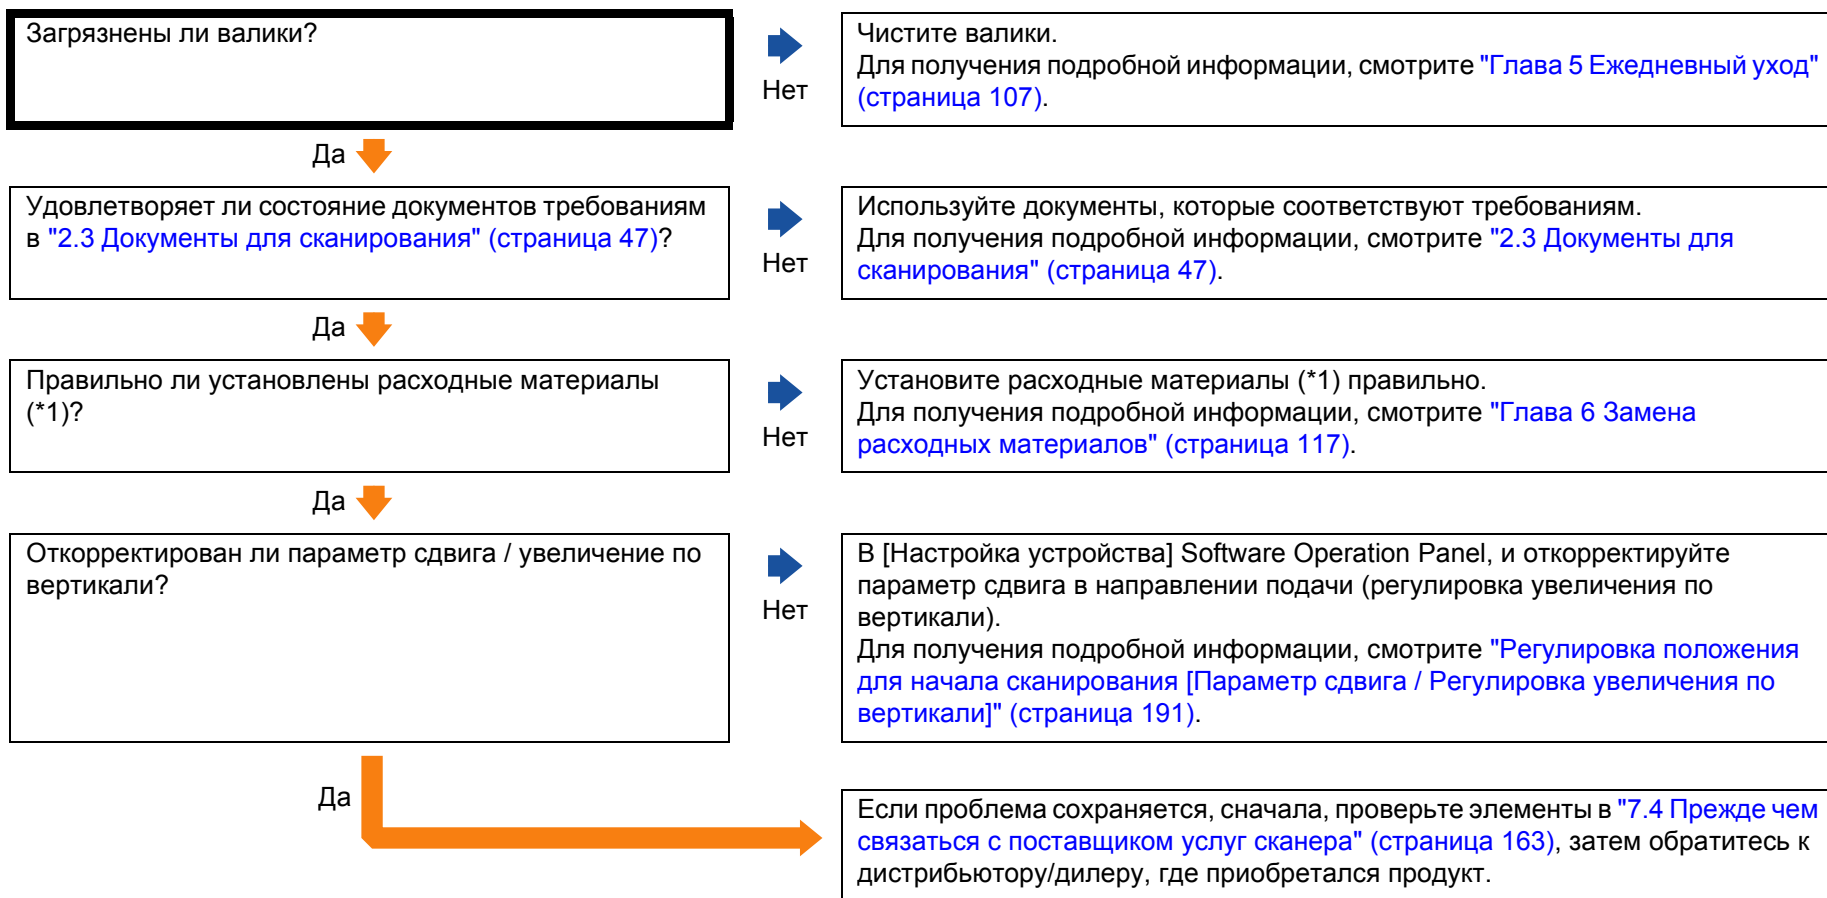 Загрязнены ли валики?
Нет
Чистите валики.
Для получения подробной информации, смотрите "Глава 5 Ежедневный уход"
(страница 107).
Да
Удовлетворяет ли состояние документов требованиям
в "2.3 Документы для сканирования" (страница 47)?
Нет
Используйте документы, которые соответствуют требованиям.
Для получения подробной информации, смотрите "2.3 Документы для
сканирования" (страница 47).
Да
Правильно ли установлены расходные материалы
(*1)?
Нет
Установите расходные материалы (*1) правильно.
Для получения подробной информации, смотрите "Глава 6 Замена
расходных материалов" (страница 117).
Да
Откорректирован ли параметр сдвига / увеличение по
вертикали?
Нет
В [Настройка устройства] Software Operation Panel, и откорректируйте
параметр сдвига в направлении подачи (регулировка увеличения по
вертикали).
Для получения подробной информации, смотрите "Регулировка положения
для начала сканирования [Параметр сдвига / Регулировка увеличения по
вертикали]" (страница 191).
Да
Если проблема сохраняется, сначала, проверьте элементы в "7.4 Прежде чем
связаться с поставщиком услуг сканера" (страница 163), затем обратитесь к
дистрибьютору/дилеру, где приобретался продукт.